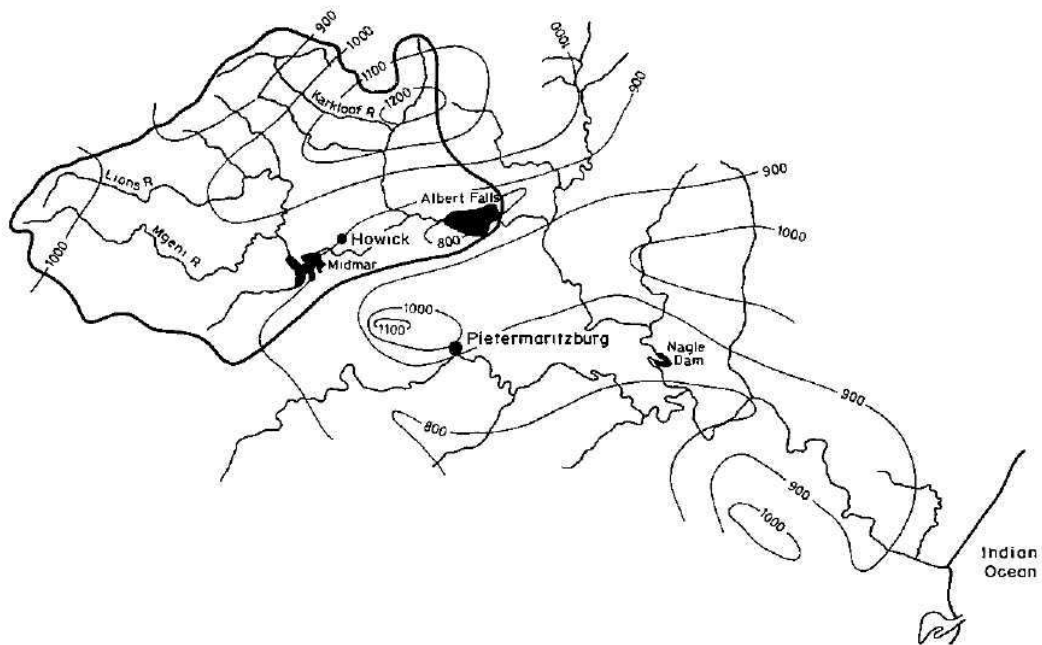 900
1000
1100
1000
1200
Karkloof R
900
Lions R
900
Albert Falls
Mgeni R
1000
1000
Howick
800
Midmar
1000
1100
Pietermaritzburg
Nagle
Dam
900
800
900
1000
Indian
Ocean